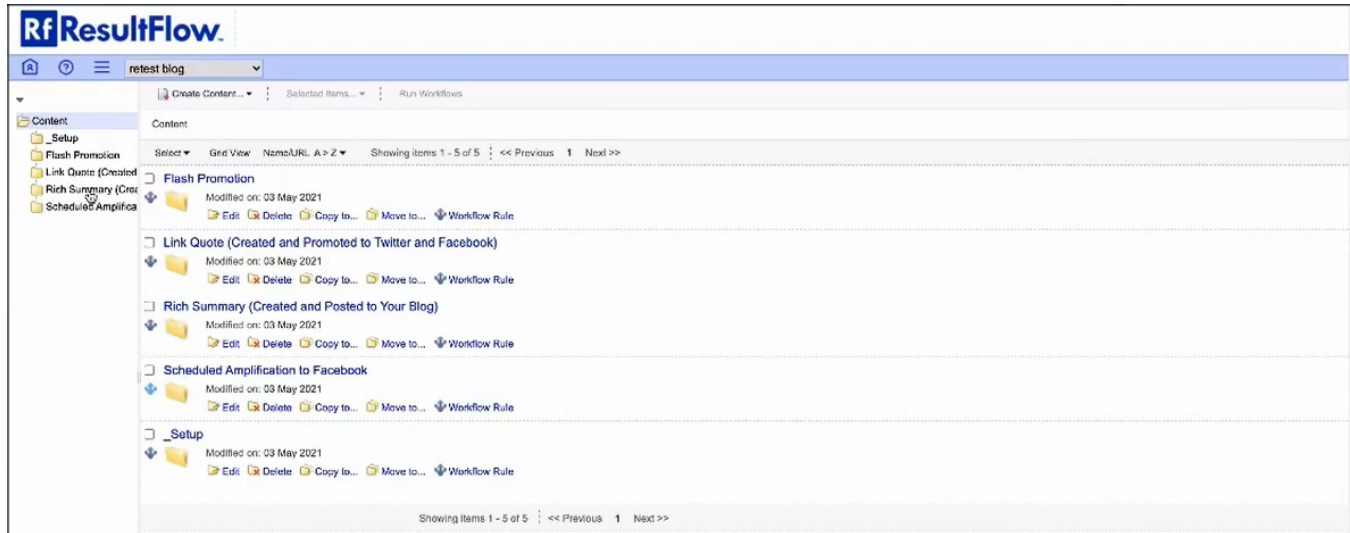 Rf ResultFlow
retest blog
Create Content... Selected Items... Run Workflows
Content
_Setup
Flash Promotion
Link Quote (Created
Rich Summary (Crea
Scheduled Amplifica
Content
Select Grid View Name/URL A > Z Showing items 1 - 5 of 5 << Previous 1 Next >>
Flash Promotion
Modified on: 03 May 2021
Edit Delete Copy to... Move to... Workflow Rule
Link Quote (Created and Promoted to Twitter and Facebook)
Modified on: 03 May 2021
Edit Delete Copy to... Move to... Workflow Rule
Rich Summary (Created and Posted to Your Blog)
Modified on: 03 May 2021
Edit Delete Copy to... Move to... Workflow Rule
Scheduled Amplification to Facebook
Modified on: 03 May 2021
Edit Delete Copy to... Move to... Workflow Rule
_Setup
Modified on: 03 May 2021
Edit Delete Copy to... Move to... Workflow Rule
Showing items 1 - 5 of 5 << Previous 1 Next >>